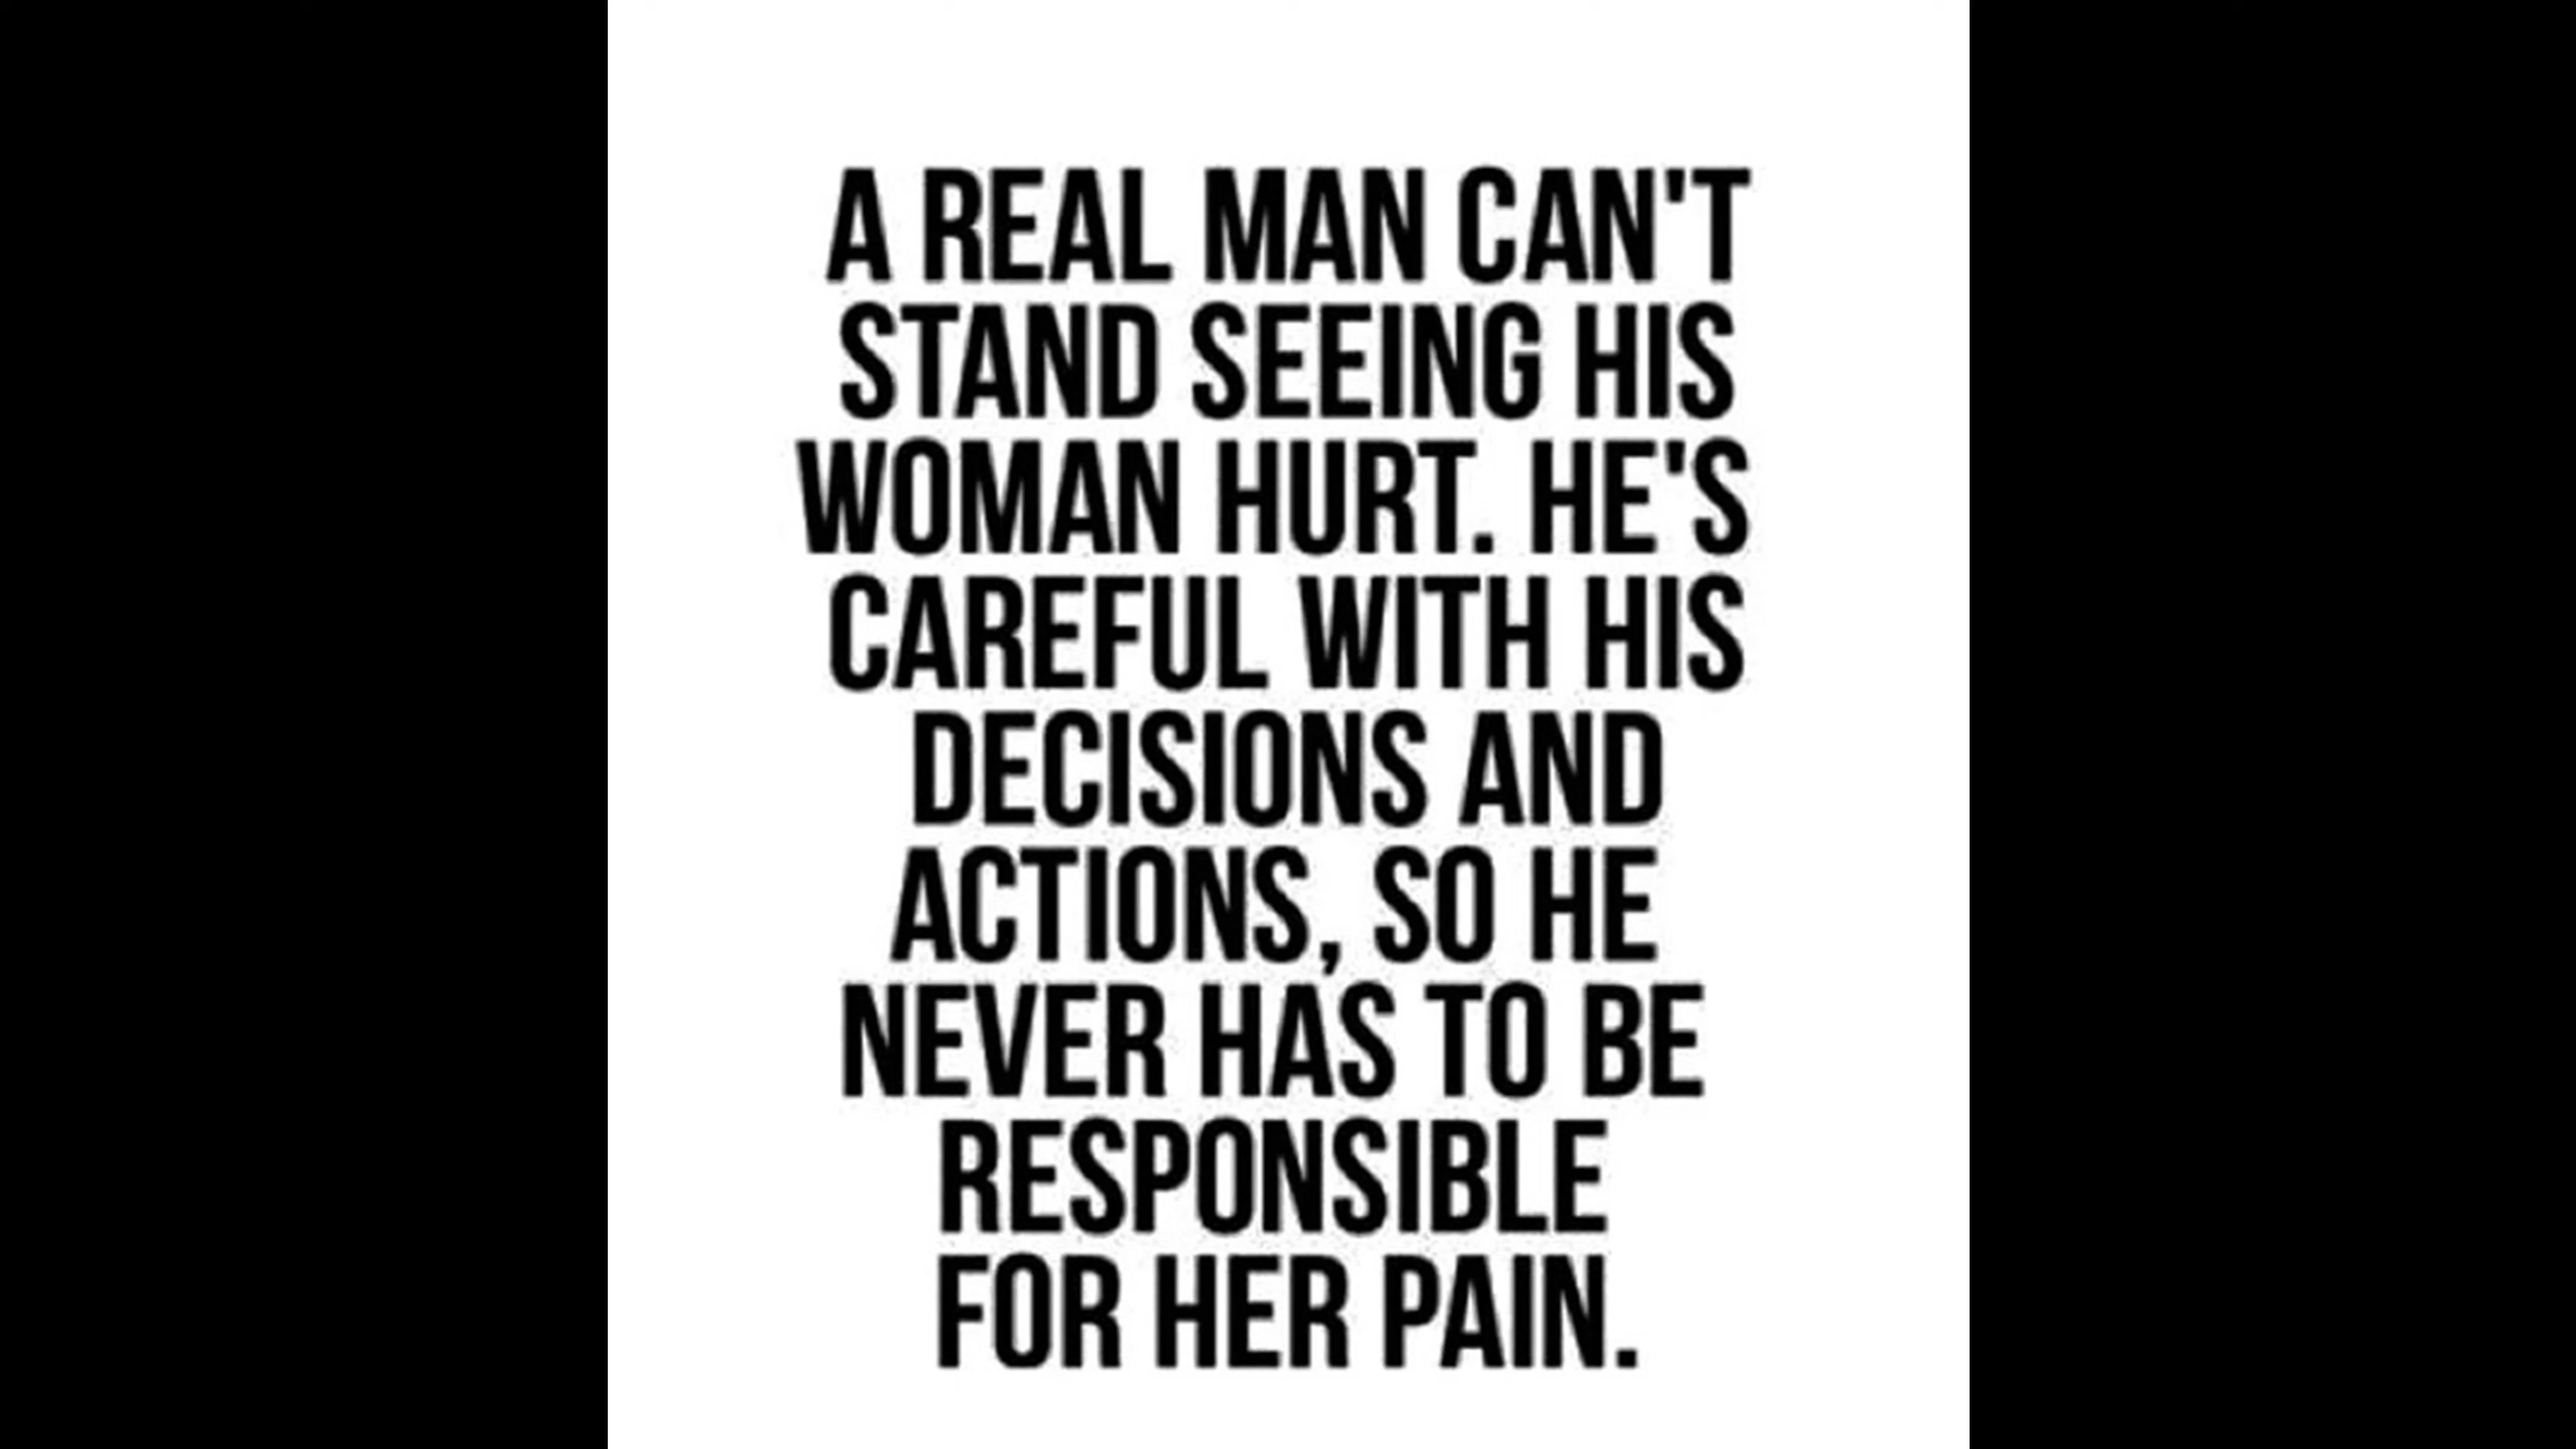 A REAL MAN CAN'T
STAND SEEING HIS
WOMAN HURT. HE'S
CAREFUL WITH HIS
DECISIONS AND
ACTIONS, SO HE
NEVER HAS TO BE
RESPONSIBLE
FOR HER PAIN.